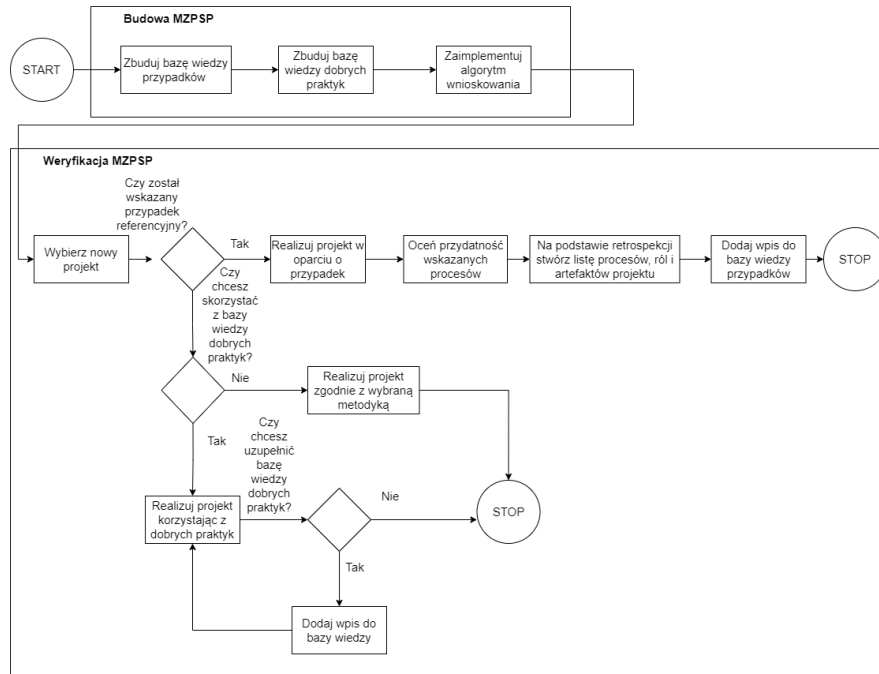 Budowa MZPSP
START
Zbuduj bazę wiedzy
przypadków
Zbuduj bazę
wiedzy dobrych
praktyk
Zaimplementuj
algorytm
wnioskowania
Weryfikacja MZPSP
Czy został
wskazany
przypadek
referencyjny?
Wybierz nowy
projekt
Tak
Realizuj projekt w
oparciu o
przypadek
Oceń przydatność
wskazanych
procesów
Na podstawie retrospekcji
stwórz listę procesów, ról i
artefaktów projektu
Dodaj wpis do
bazy wiedzy
przypadków
STOP
Czy
chcesz
skorzystać
z bazy
wiedzy
dobrych
praktyk?
Nie
Realizuj projekt
zgodnie z wybraną
metodyką
Tak
Czy
chcesz
uzupełnić
bazę
wiedzy
dobrych
praktyk?
Realizuj projekt
korzystając z
dobrych praktyk
Nie
STOP
Tak
Dodaj wpis do
bazy wiedzy